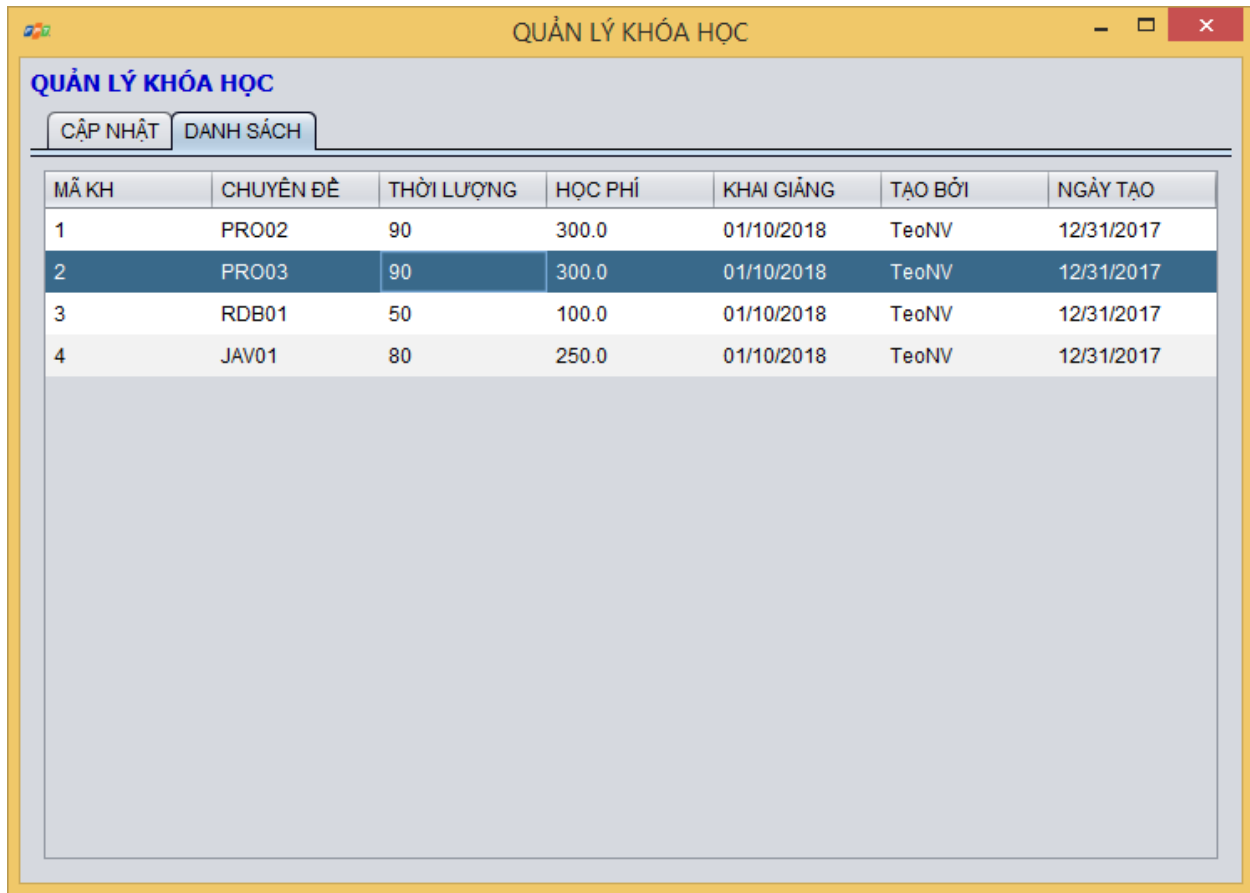 QUẢN LÝ KHÓA HỌC
QUẢN LÝ KHÓA HỌC
CẬP NHẬT DANH SÁCH
MÃ KH CHUYÊN ĐỀ THỜI LƯỢNG HỌC PHÍ KHAI GIẢNG TẠO BỞI NGÀY TẠO
1 PRO02 90 300.0 01/10/2018 TeoNV 12/31/2017
2 PRO03 90 300.0 01/10/2018 TeoNV 12/31/2017
3 RDB01 50 100.0 01/10/2018 TeoNV 12/31/2017
4 JAV01 80 250.0 01/10/2018 TeoNV 12/31/2017